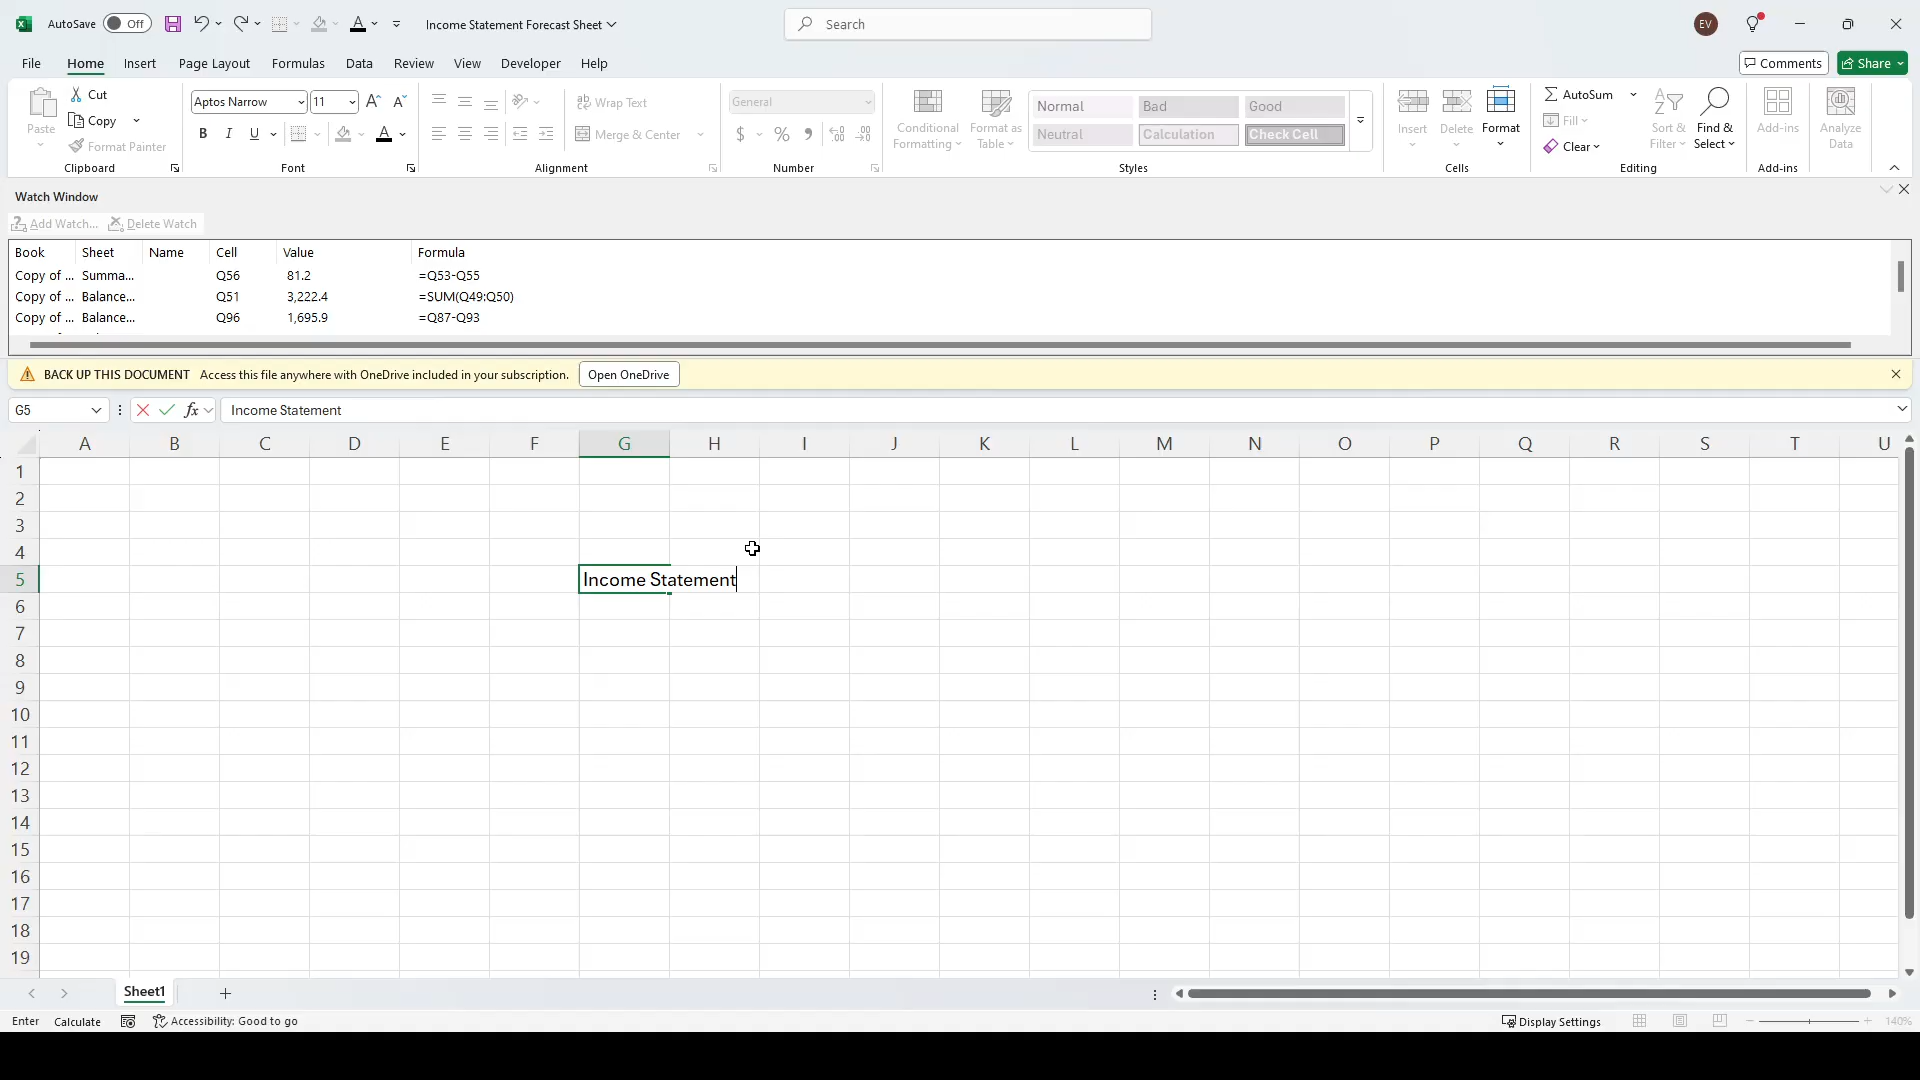 AutoSave Off Income Statement Forecast Sheet Search EV
File Home Insert Page Layout Formulas Data Review View Developer Help Comments Share
Paste Cut Copy Format Painter Clipboard
Aptos Narrow 11 B I U A Font
Wrap Text Merge & Center Alignment
General $ % Number
Conditional Formatting Format as Table
Normal Bad Good
Neutral Calculation Check Cell
Styles
Insert Delete Format Cells
AutoSum Fill Clear Sort & Filter Find & Select Editing
Add-ins Add-ins
Analyze Data
Watch Window
Add Watch... Delete Watch
Book Sheet Name Cell Value Formula
Copy of ... Summa... Q56 81.2 =Q53-Q55
Copy of ... Balance... Q51 3,222.4 =SUM(Q49:Q50)
Copy of ... Balance... Q96 1,695.9 =Q87-Q93
BACK UP THIS DOCUMENT Access this file anywhere with OneDrive included in your subscription. Open OneDrive
G5 fx Income Statement
A B C D E F G H I J K L M N O P Q R S T U
1
2
3
4
5 Income Statement
6
7
8
9
10
11
12
13
14
15
16
17
18
19
Sheet1
Enter Calculate Accessibility: Good to go Display Settings 140%